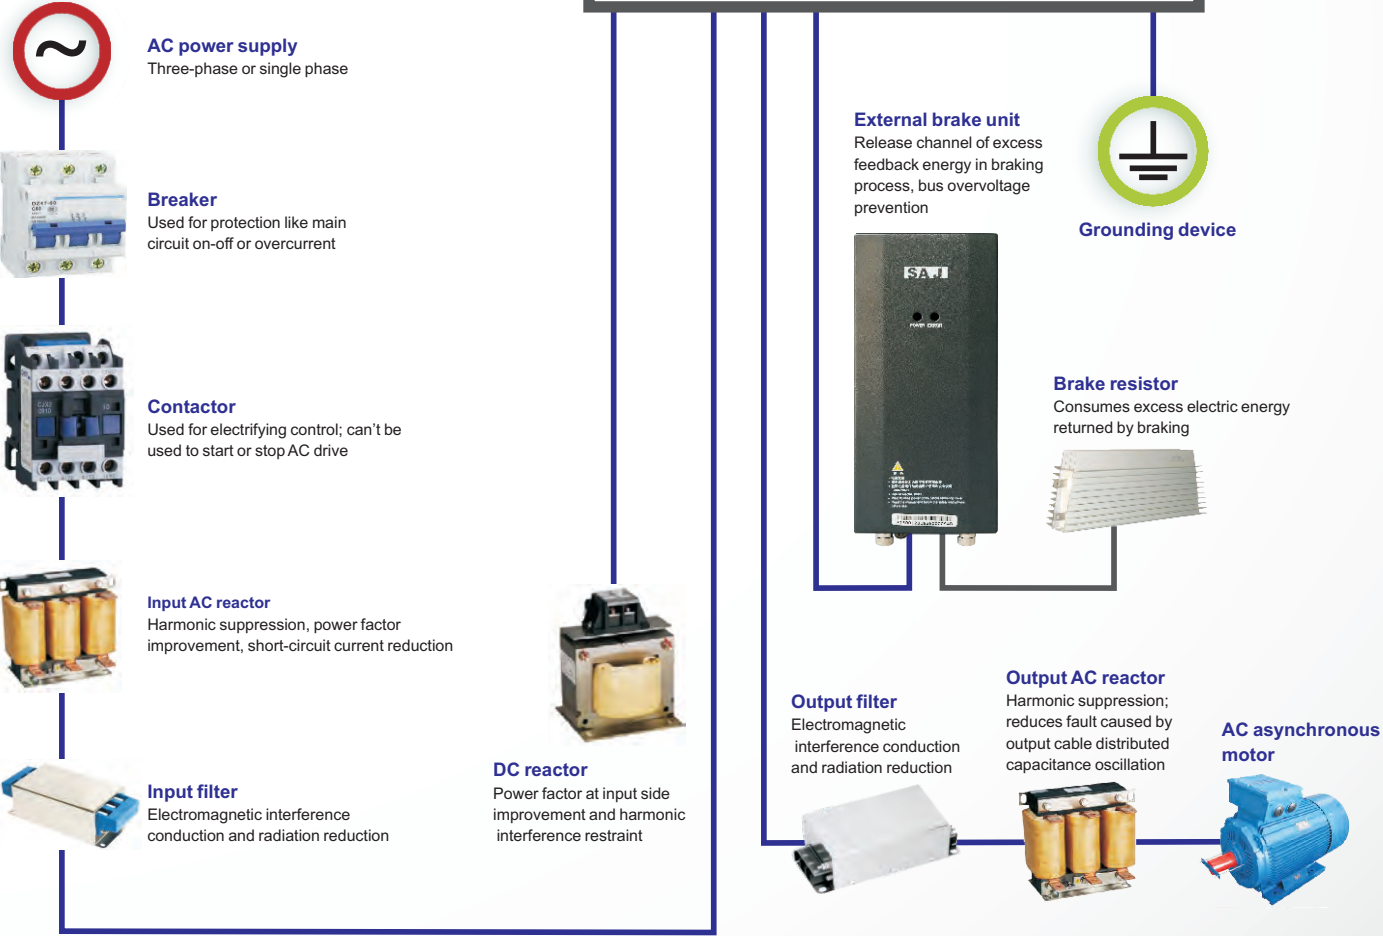 AC power supply
Three-phase or single phase
Breaker
Used for protection like main
circuit on-off or overcurrent
Contactor
Used for electrifying control; can't be
used to start or stop AC drive
Input AC reactor
Harmonic suppression, power factor
improvement, short-circuit current reduction
Input filter
Electromagnetic interference
conduction and radiation reduction
DC reactor
Power factor at input side
improvement and harmonic
interference restraint
External brake unit
Release channel of excess
feedback energy in braking
process, bus overvoltage
prevention
SAJ
POWER ERROR
Grounding device
Brake resistor
Consumes excess electric energy
returned by braking
Output filter
Electromagnetic
interference conduction
and radiation reduction
Output AC reactor
Harmonic suppression;
reduces fault caused by
output cable distributed
capacitance oscillation
AC asynchronous
motor